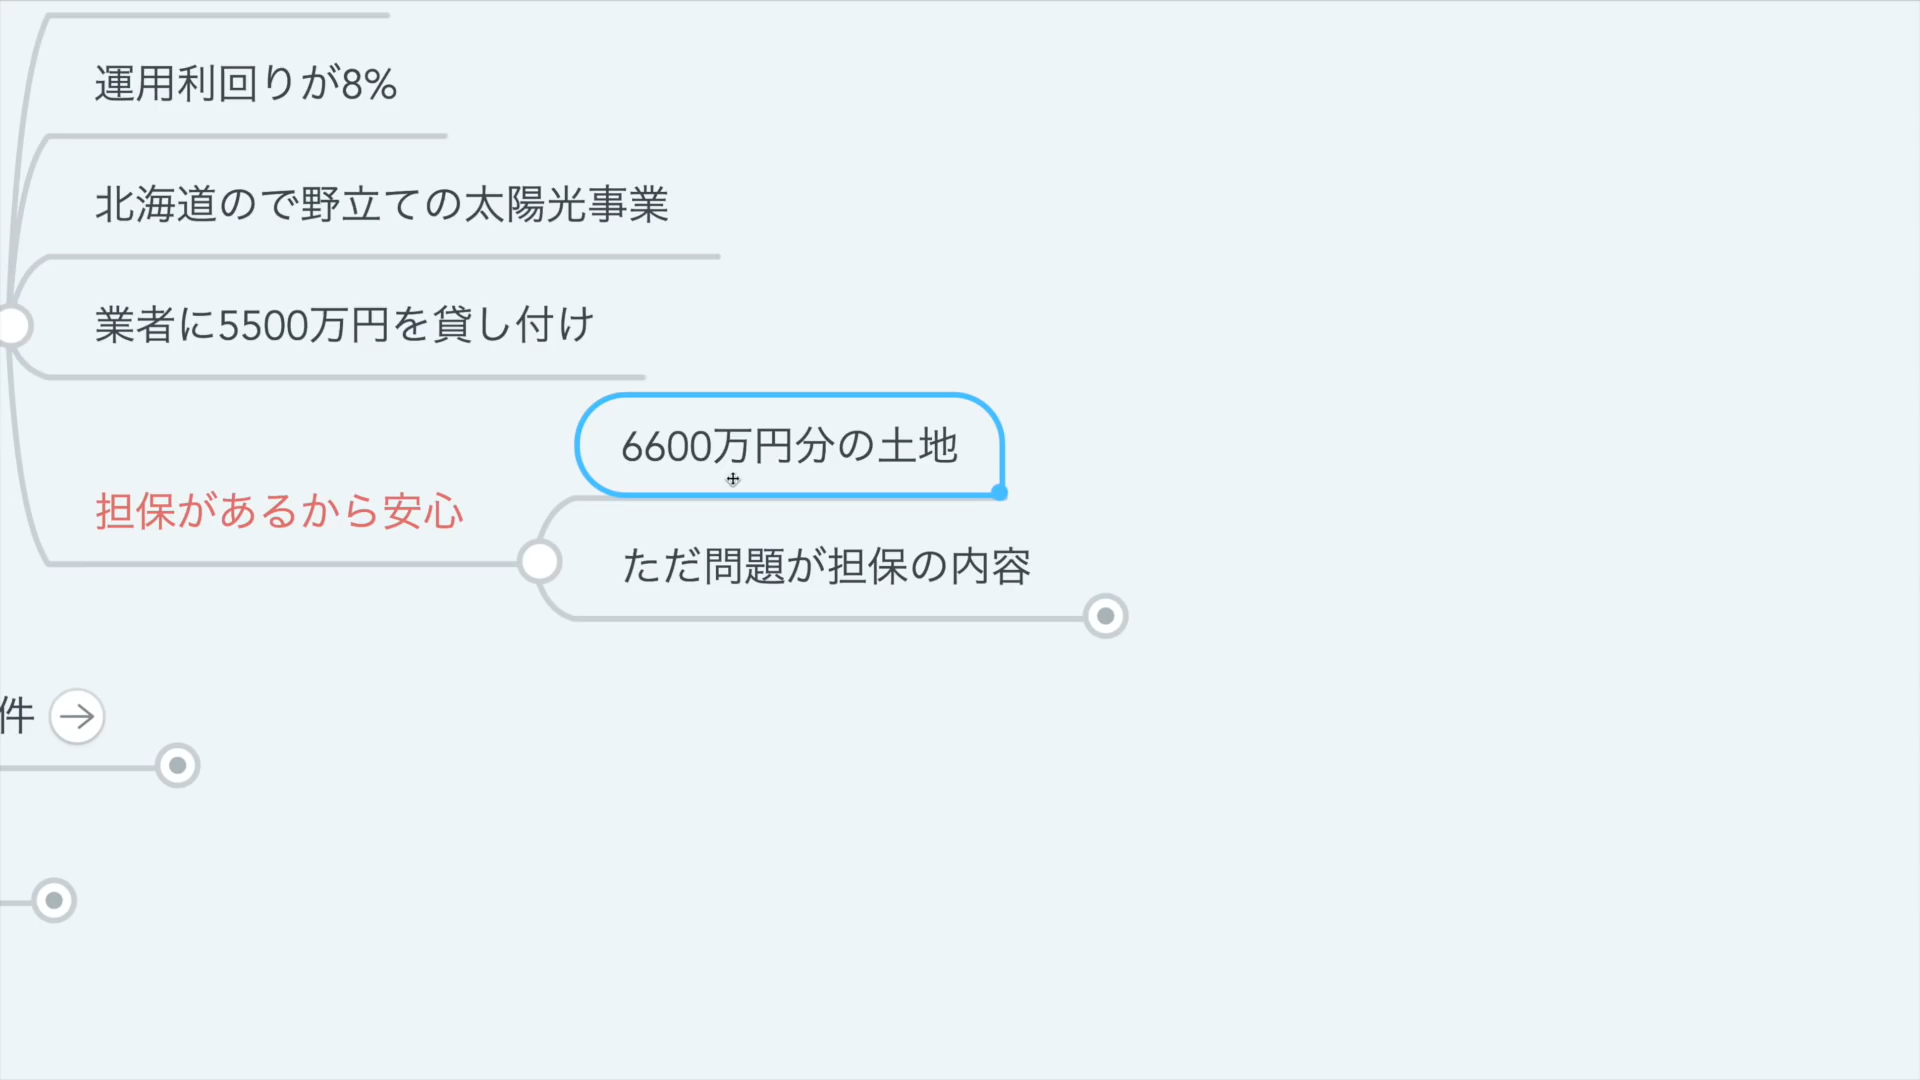 運用利回りが8%
北海道ので野立ての太陽光事業
業者に5500万円を貸し付け
6600万円分の土地
担保があるから安心
ただ問題が担保の内容
件